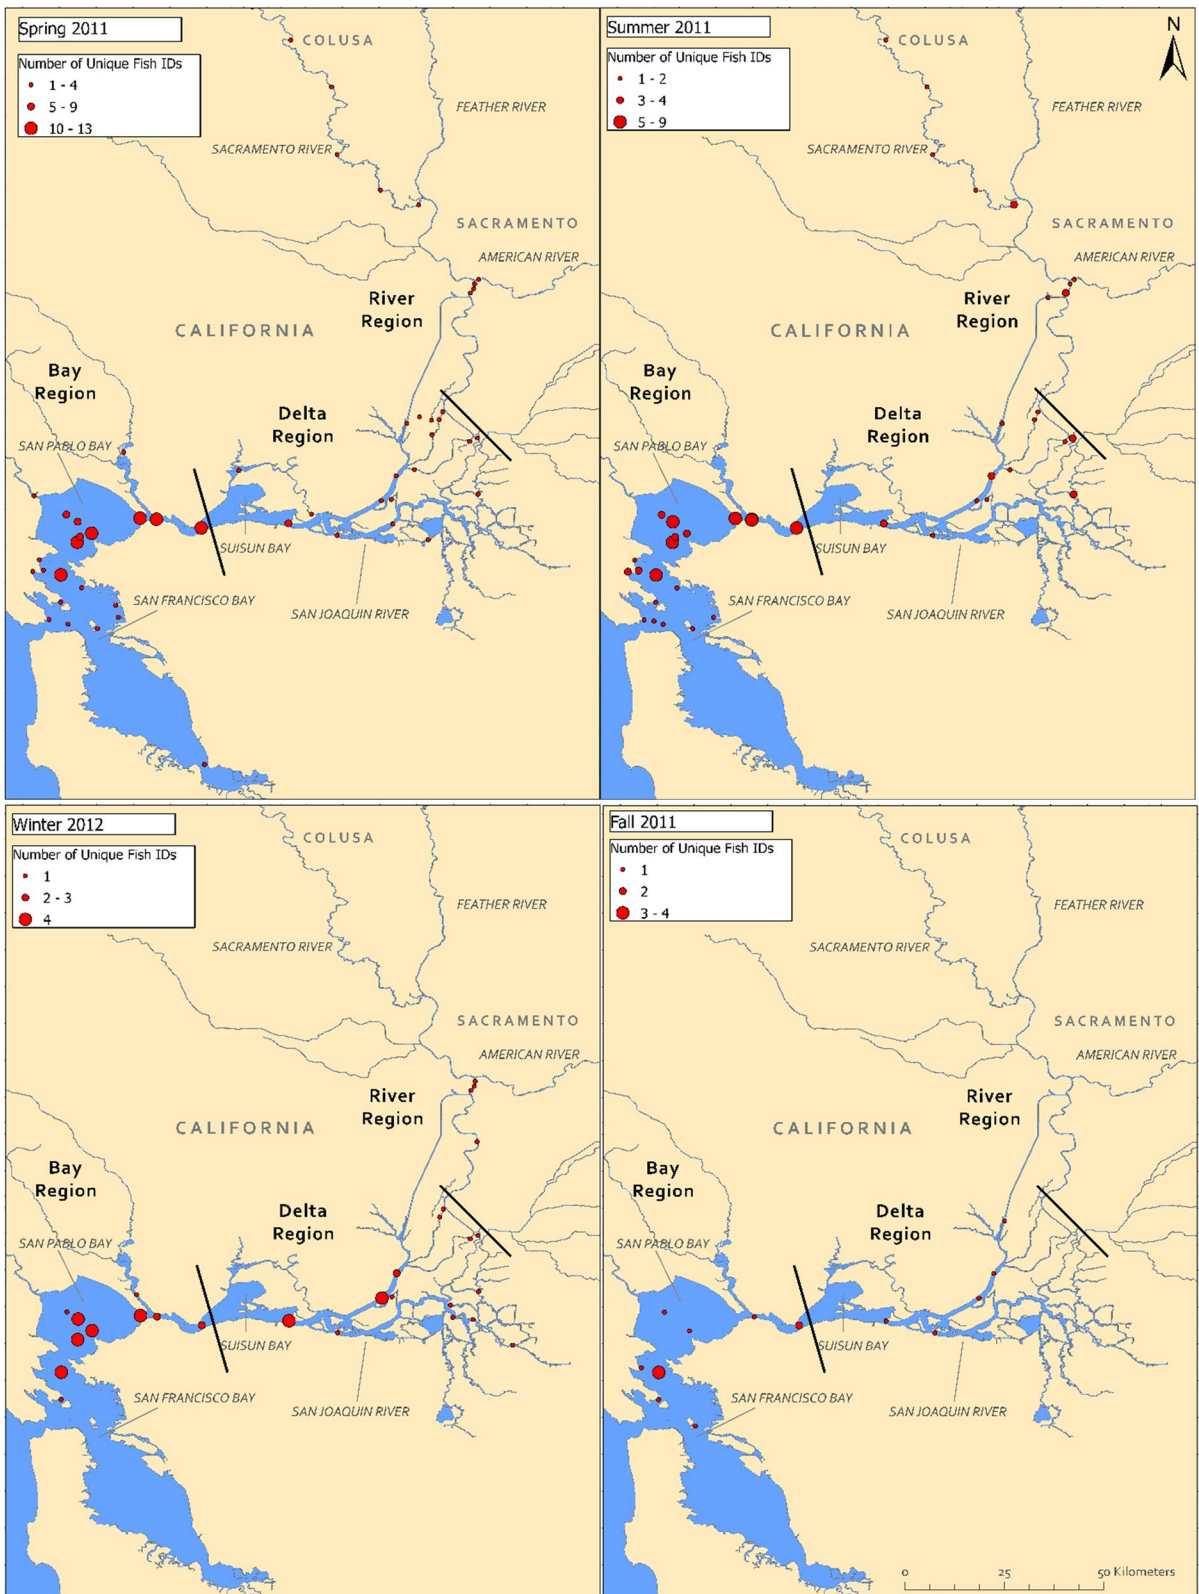 Spring 2011
Number of Unique Fish IDs
1 - 4
5 - 9
10 - 13
COLUSA
FEATHER RIVER
SACRAMENTO RIVER
SACRAMENTO
AMERICAN RIVER
River
Region
CALIFORNIA
Bay
Region
Delta
Region
SAN PABLO BAY
SUISUN BAY
SAN FRANCISCO BAY
SAN JOAQUIN RIVER
Summer 2011
Number of Unique Fish IDs
1 - 2
3 - 4
5 - 9
N
COLUSA
FEATHER RIVER
SACRAMENTO RIVER
SACRAMENTO
AMERICAN RIVER
River
Region
CALIFORNIA
Bay
Region
Delta
Region
SAN PABLO BAY
SUISUN BAY
SAN FRANCISCO BAY
SAN JOAQUIN RIVER
Winter 2012
Number of Unique Fish IDs
1
2 - 3
4
COLUSA
FEATHER RIVER
SACRAMENTO RIVER
SACRAMENTO
AMERICAN RIVER
River
Region
CALIFORNIA
Bay
Region
Delta
Region
SAN PABLO BAY
SUISUN BAY
SAN FRANCISCO BAY
SAN JOAQUIN RIVER
Fall 2011
Number of Unique Fish IDs
1
2
3 - 4
COLUSA
FEATHER RIVER
SACRAMENTO RIVER
SACRAMENTO
AMERICAN RIVER
River
Region
CALIFORNIA
Bay
Region
Delta
Region
SAN PABLO BAY
SUISUN BAY
SAN FRANCISCO BAY
SAN JOAQUIN RIVER
0 25 50 Kilometers